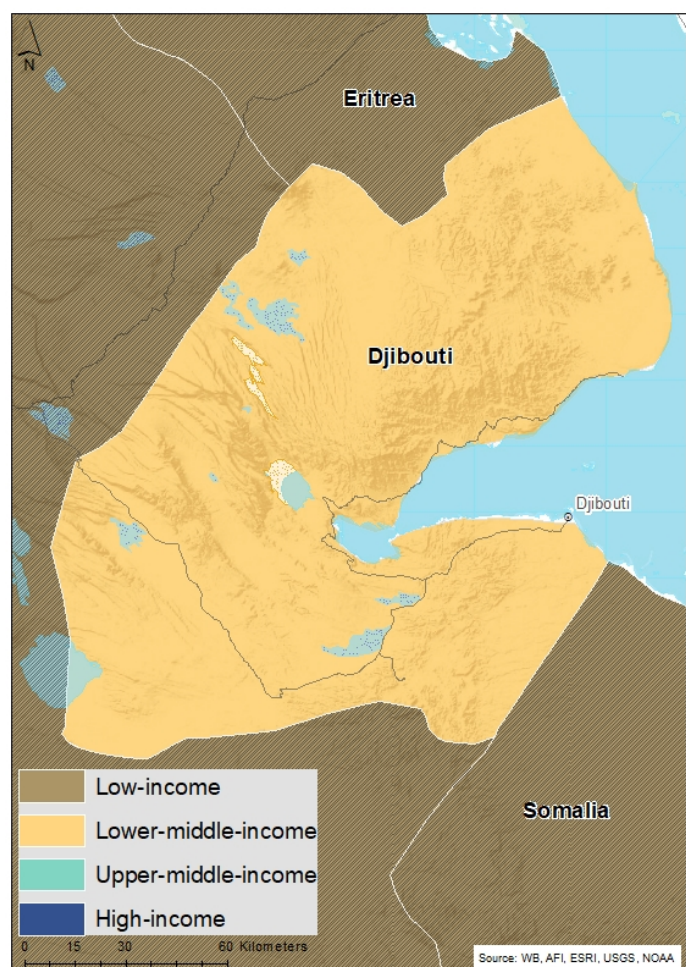 N
Eritrea
Djibouti
Djibouti
Somalia
Low-income
Lower-middle-income
Upper-middle-income
High-income
0 15 30 60 Kilometers
Source: WB, AFI, ESRI, USGS, NOAA